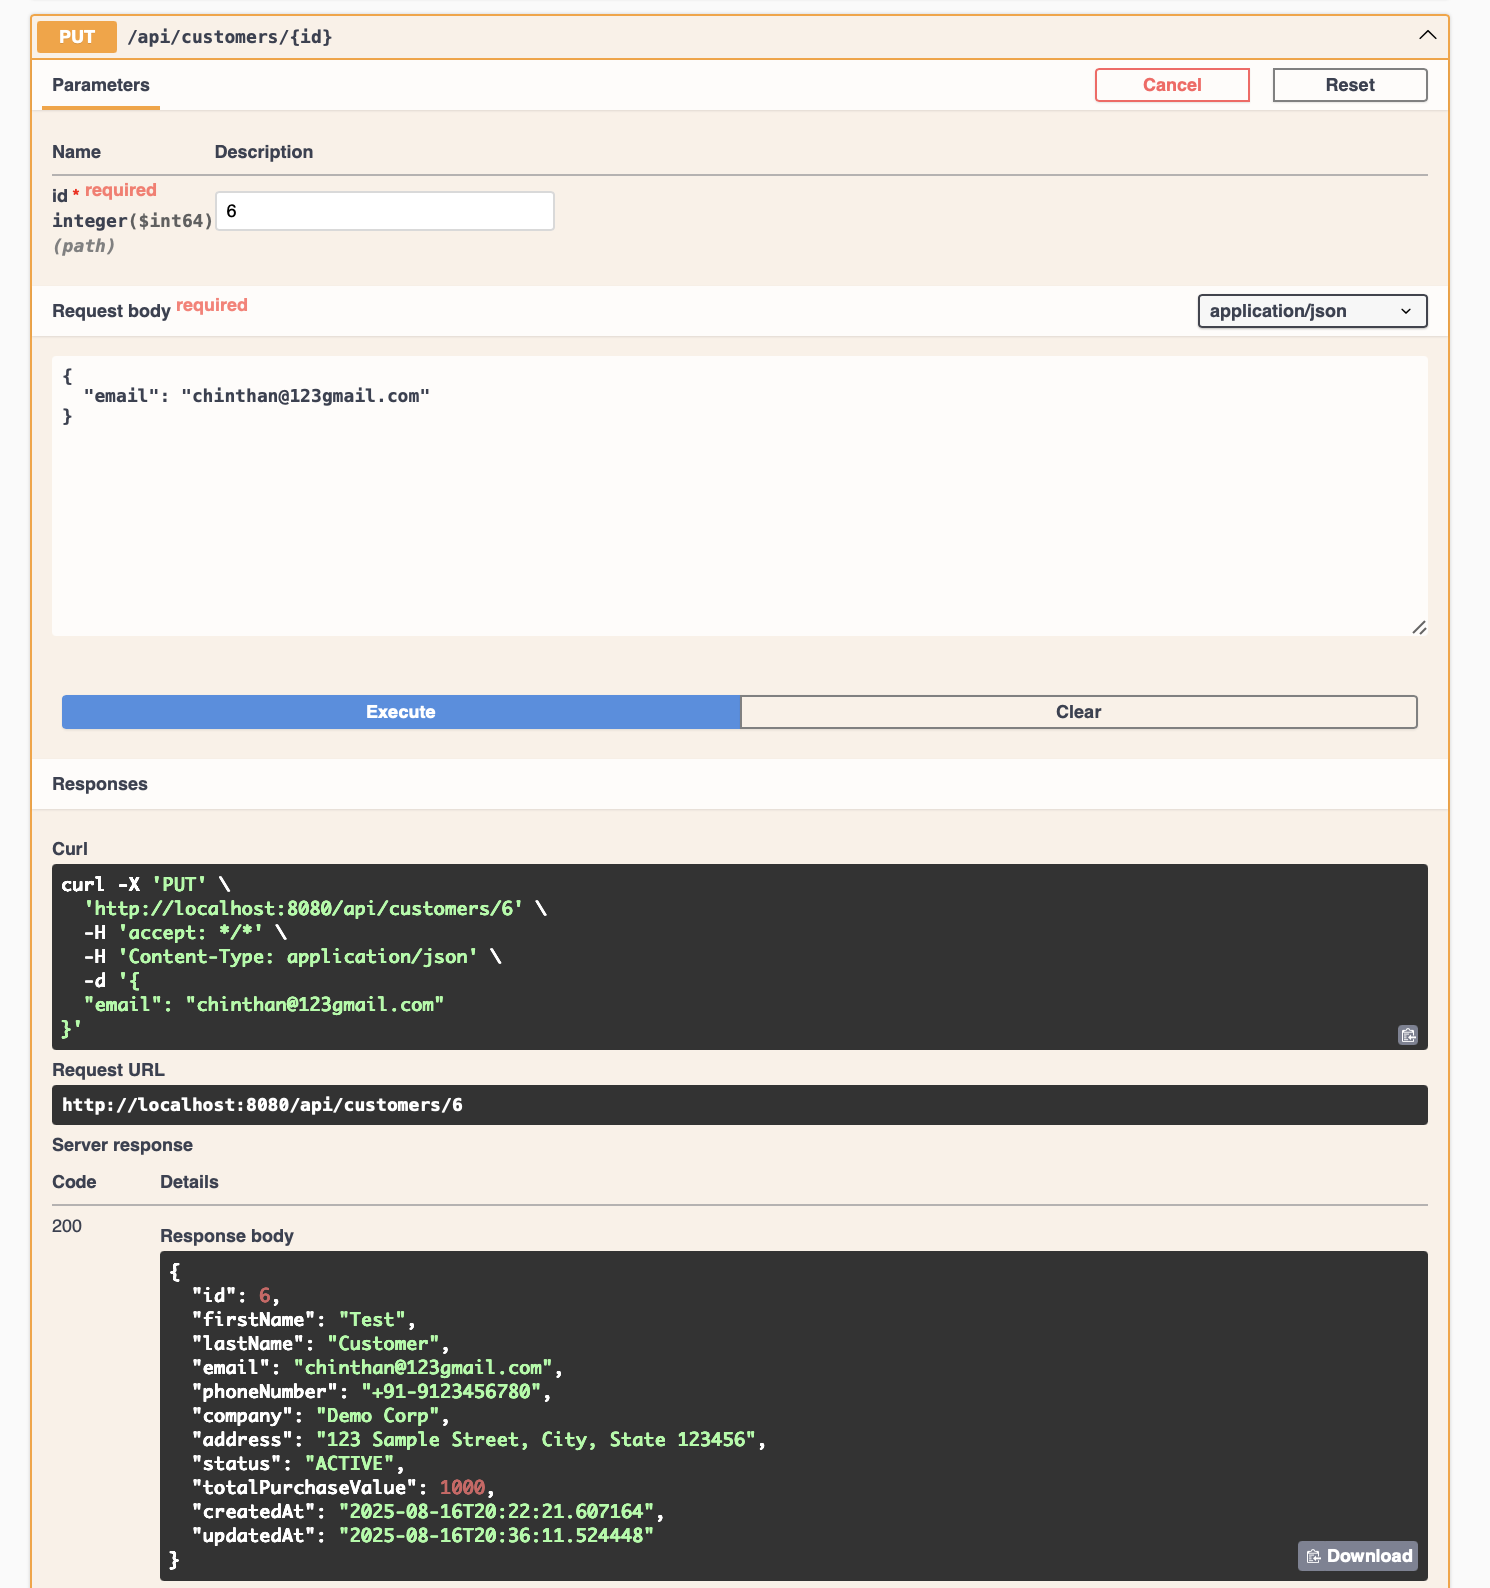 PUT /api/customers/{id}
Parameters
Cancel
Reset
Name Description
id * required
integer($int64)
(path)
6
Request body required
application/json
{
  "email": "chinthan@123gmail.com"
}
Execute
Clear
Responses
Curl
curl -X 'PUT' \
  'http://localhost:8080/api/customers/6' \
  -H 'accept: */*' \
  -H 'Content-Type: application/json' \
  -d '{
  "email": "chinthan@123gmail.com"
}'
Request URL
http://localhost:8080/api/customers/6
Server response
Code Details
200
Response body
{
  "id": 6,
  "firstName": "Test",
  "lastName": "Customer",
  "email": "chinthan@123gmail.com",
  "phoneNumber": "+91-9123456780",
  "company": "Demo Corp",
  "address": "123 Sample Street, City, State 123456",
  "status": "ACTIVE",
  "totalPurchaseValue": 1000,
  "createdAt": "2025-08-16T20:22:21.607164",
  "updatedAt": "2025-08-16T20:36:11.524448"
}
Download